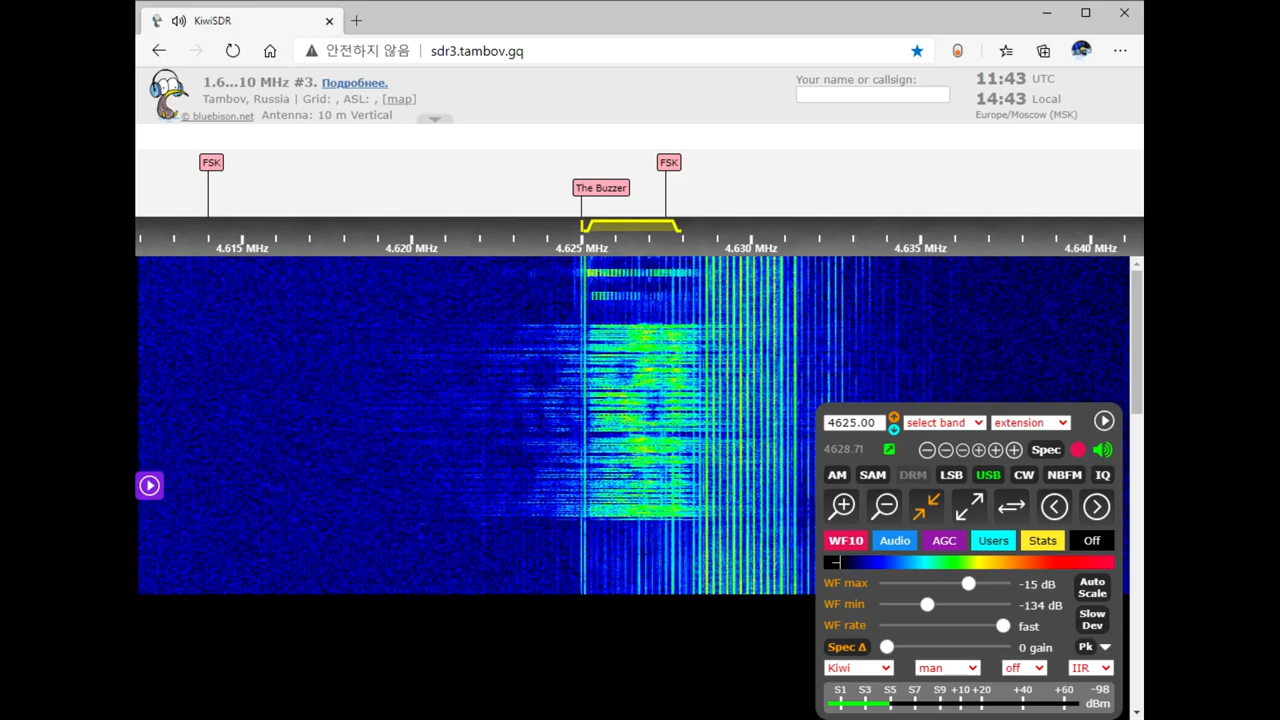 KiwiSDR
안전하지 않음
sdr3.tambov.gq
1.6...10 MHz #3. Подробнее.
Tambov, Russia | Grid: , ASL: , [map]
© bluebison.net Antenna: 10 m Vertical
Your name or callsign:
11:43 UTC
14:43 Local
Europe/Moscow (MSK)
FSK
FSK
The Buzzer
4.615 MHz 4.620 MHz 4.625 MHz 4.630 MHz 4.635 MHz 4.640 MHz
4625.00 select band extension
4628.71 Spec
AM SAM DRM LSB USB CW NBFM IQ
WF10 Audio AGC Users Stats Off
WF max -15 dB Auto Scale
WF min -134 dB
WF rate fast Slow Dev
Spec Δ 0 gain Pk
Kiwi man off IIR
S1 S3 S5 S7 S9 +10 +20 +40 +60 -98
dBm